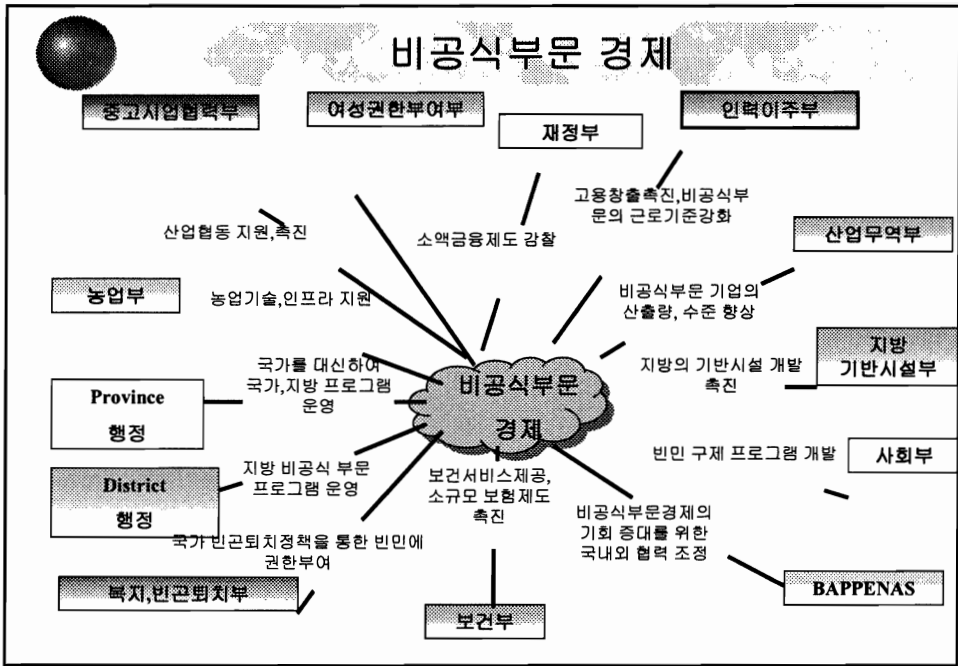 비공식부문 경제
중고시업협력부
여성권한부여부
재정부
인력이주부
고용창출촉진,비공식부
문의 근로기준강화
산업협동 지원,촉진
소액금융제도 감찰
산업무역부
농업부
농업기술,인프라 지원
비공식부문 기업의
산출량, 수준 향상
국가를 대신하여
국가,지방 프로그램
운영
비공식부문
경제
지방의 기반시설 개발
촉진
지방
기반시설부
Province
행정
빈민 구제 프로그램 개발
사회부
지방 비공식 부문
프로그램 운영
보건서비스제공,
소규모 보험제도
촉진
District
행정
비공식부문경제의
기회 증대를 위한
국내외 협력 조정
국가 빈곤퇴치정책을 통한 빈민에
권한부여
복지,빈곤퇴치부
보건부
BAPPENAS